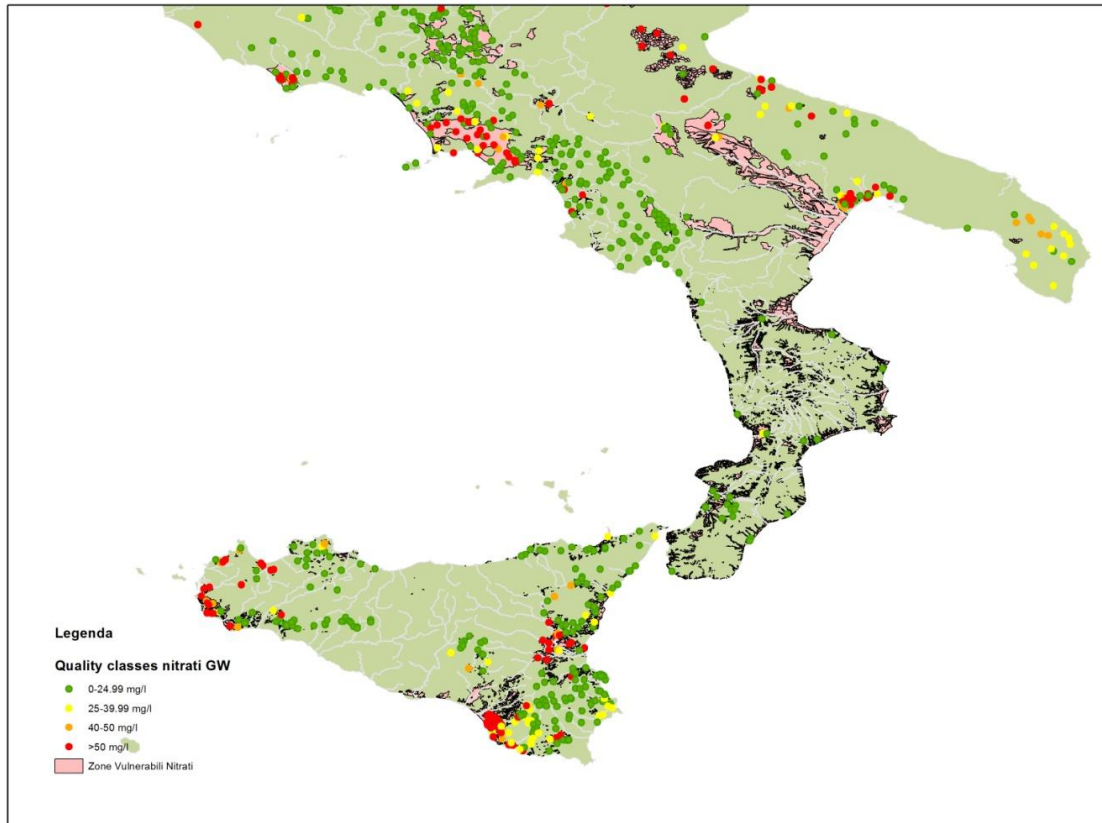 Legenda
Quality classes nitrati GW
0-24.99 mg/l
25-39.99 mg/l
40-50 mg/l
>50 mg/l
Zone Vulnerabili Nitrati